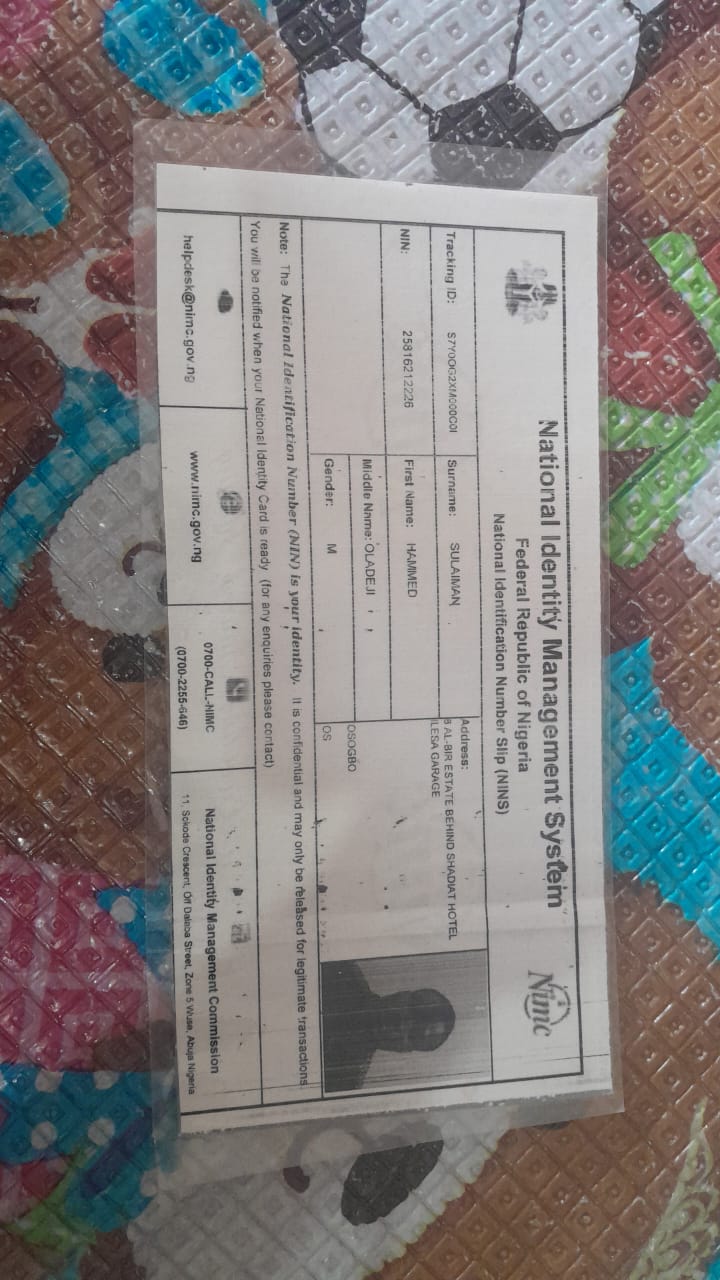 National Identity Management System
Federal Republic of Nigeria
National Identification Number Slip (NINS)
Nimc
Tracking ID: S7Y0OG2XM000C0I
Surname: SULAIMAN
Address:
8 AL-BIR ESTATE BEHIND SHADIAT HOTEL
ILESA GARAGE
NIN: 25816212226
First Name: HAMMED
Middle Name: OLADEJI
OSOGBO
Gender: M
OS
Note: The National Identification Number (NIN) is your identity. It is confidential and may only be released for legitimate transactions.
You will be notified when your National Identity Card is ready (for any enquiries please contact)
helpdesk@nimc.gov.ng
www.nimc.gov.ng
0700-CALL-NIMC
(0700-2255-646)
National Identity Management Commission
11, Sokode Crescent, Off Dalaba Street, Zone 5 Wuse, Abuja Nigeria